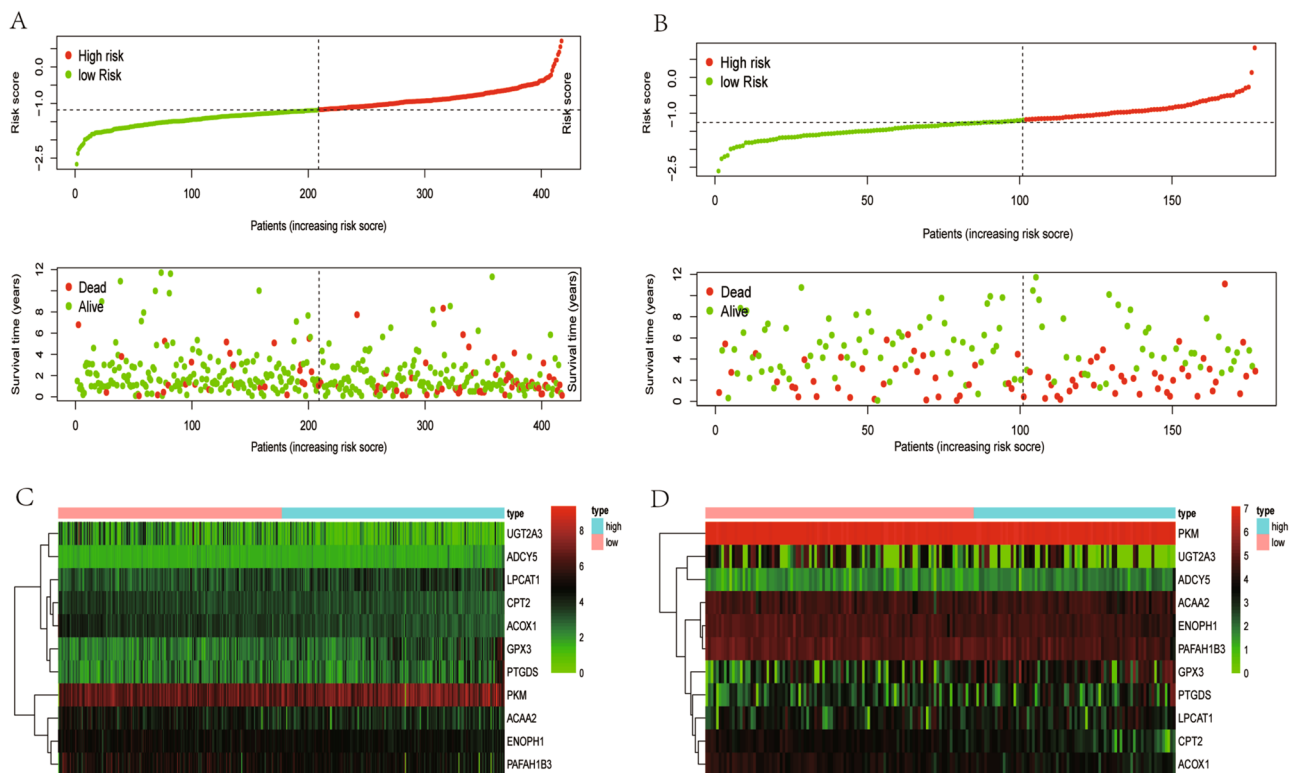 A
High risk
low Risk
Risk score
0.0
−1.0
−2.5
0 100 200 300 400
Patients (increasing risk socre)
Dead
Alive
Survival time (years)
12
10
8
6
4
2
0
0 100 200 300 400
Patients (increasing risk socre)
B
High risk
low Risk
Risk score
0.0
−1.0
−2.5
0 50 100 150
Patients (increasing risk socre)
Dead
Alive
Survival time (years)
12
10
8
6
4
2
0
0 50 100 150
Patients (increasing risk socre)
C
type
UGT2A3
ADCY5
LPCAT1
CPT2
ACOX1
GPX3
PTGDS
PKM
ACAA2
ENOPH1
PAFAH1B3
8
6
4
2
0
type
high
low
D
type
PKM
UGT2A3
ADCY5
ACAA2
ENOPH1
PAFAH1B3
GPX3
PTGDS
LPCAT1
CPT2
ACOX1
7
6
5
4
3
2
1
0
type
high
low